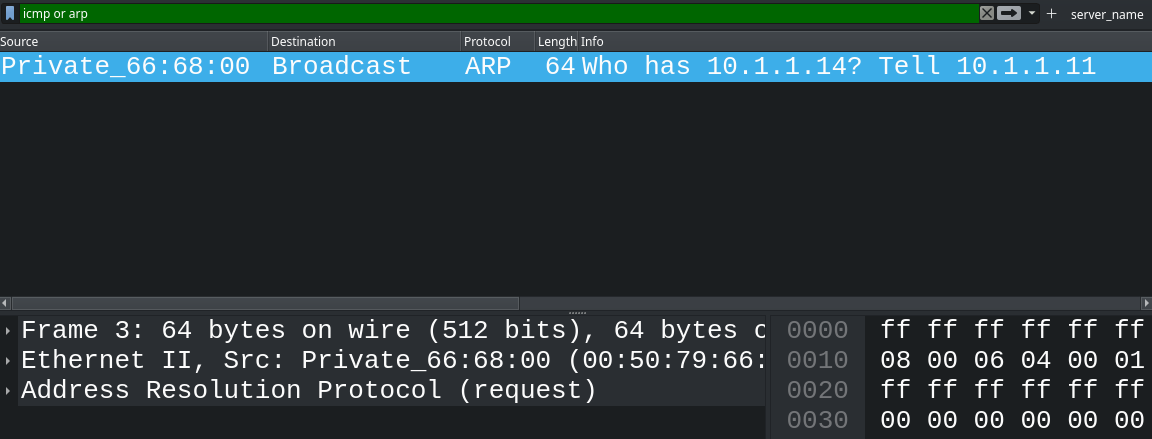 icmp or arp server_name
Source Destination Protocol Length Info
Private_66:68:00 Broadcast ARP 64 Who has 10.1.1.14? Tell 10.1.1.11
Frame 3: 64 bytes on wire (512 bits), 64 bytes 0000 ff ff ff ff ff ff
Ethernet II, Src: Private_66:68:00 (00:50:79:66: 0010 08 00 06 04 00 01
Address Resolution Protocol (request) 0020 ff ff ff ff ff ff
0030 00 00 00 00 00 00